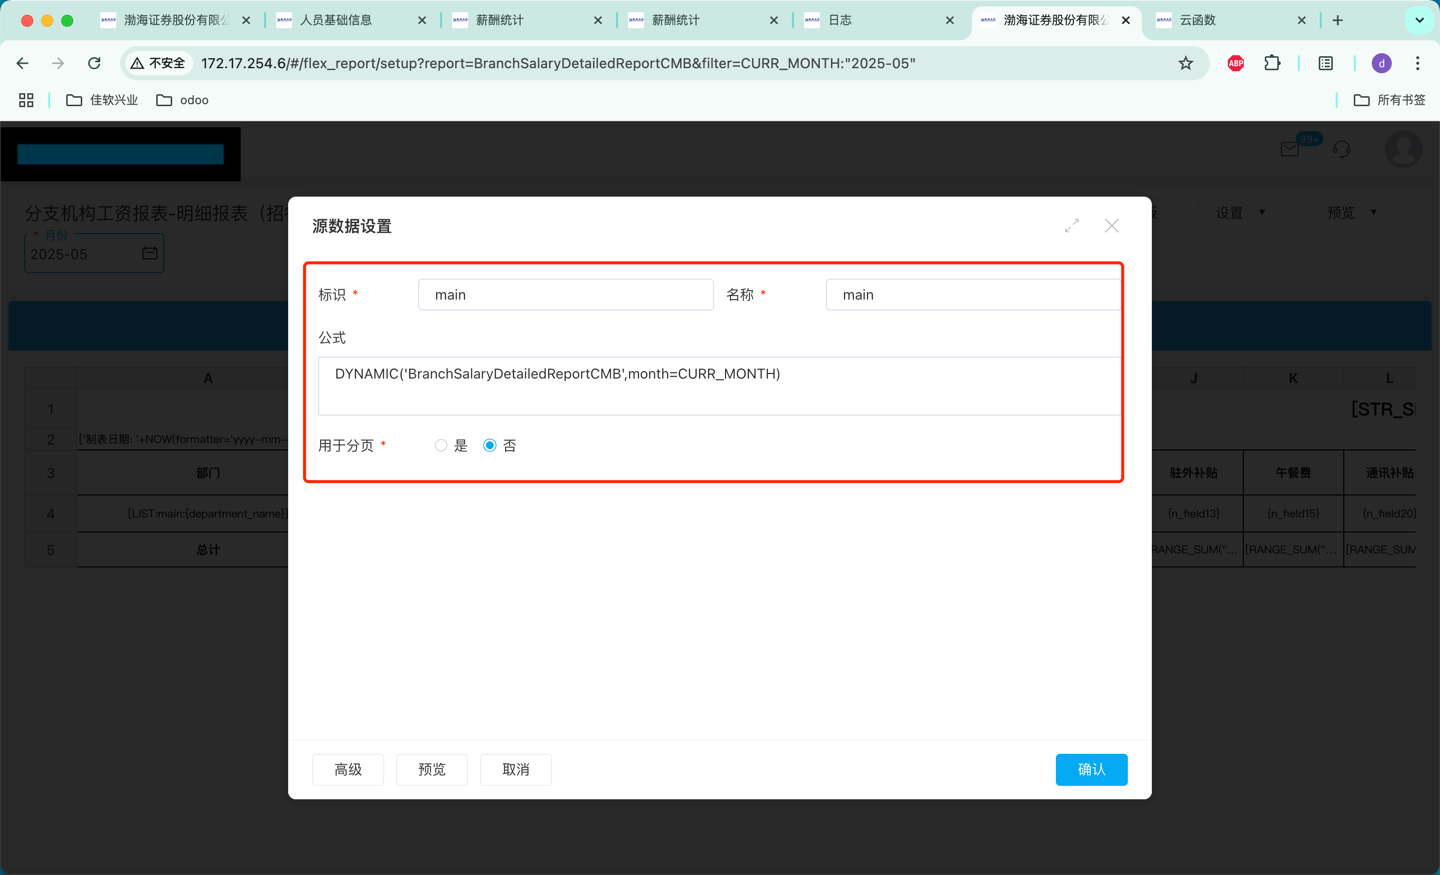 渤海证券股份有限公
人员基础信息
薪酬统计
薪酬统计
日志
渤海证券股份有限公
云函数
不安全
172.17.254.6/#/flex_report/setup?report=BranchSalaryDetailedReportCMB&filter=CURR_MONTH:"2025-05"
ABP
d
佳软兴业
odoo
所有书签
99+
分支机构工资报表-明细报表（招
设置
预览
* 月份
2025-05
源数据设置
标识 *
main
名称 *
main
公式
DYNAMIC('BranchSalaryDetailedReportCMB',month=CURR_MONTH)
用于分页 *
是
否
A
J
K
L
1
[STR_S
2
['制表日期: '+NOW(formatter='yyyy-mm-
3
部门
驻外补贴
午餐费
通讯补贴
4
[LIST:main:{department_name}]
{n_field13}
{n_field15}
{n_field20}
5
总计
RANGE_SUM("...
[RANGE_SUM("...
[RANGE_SUM
高级
预览
取消
确认